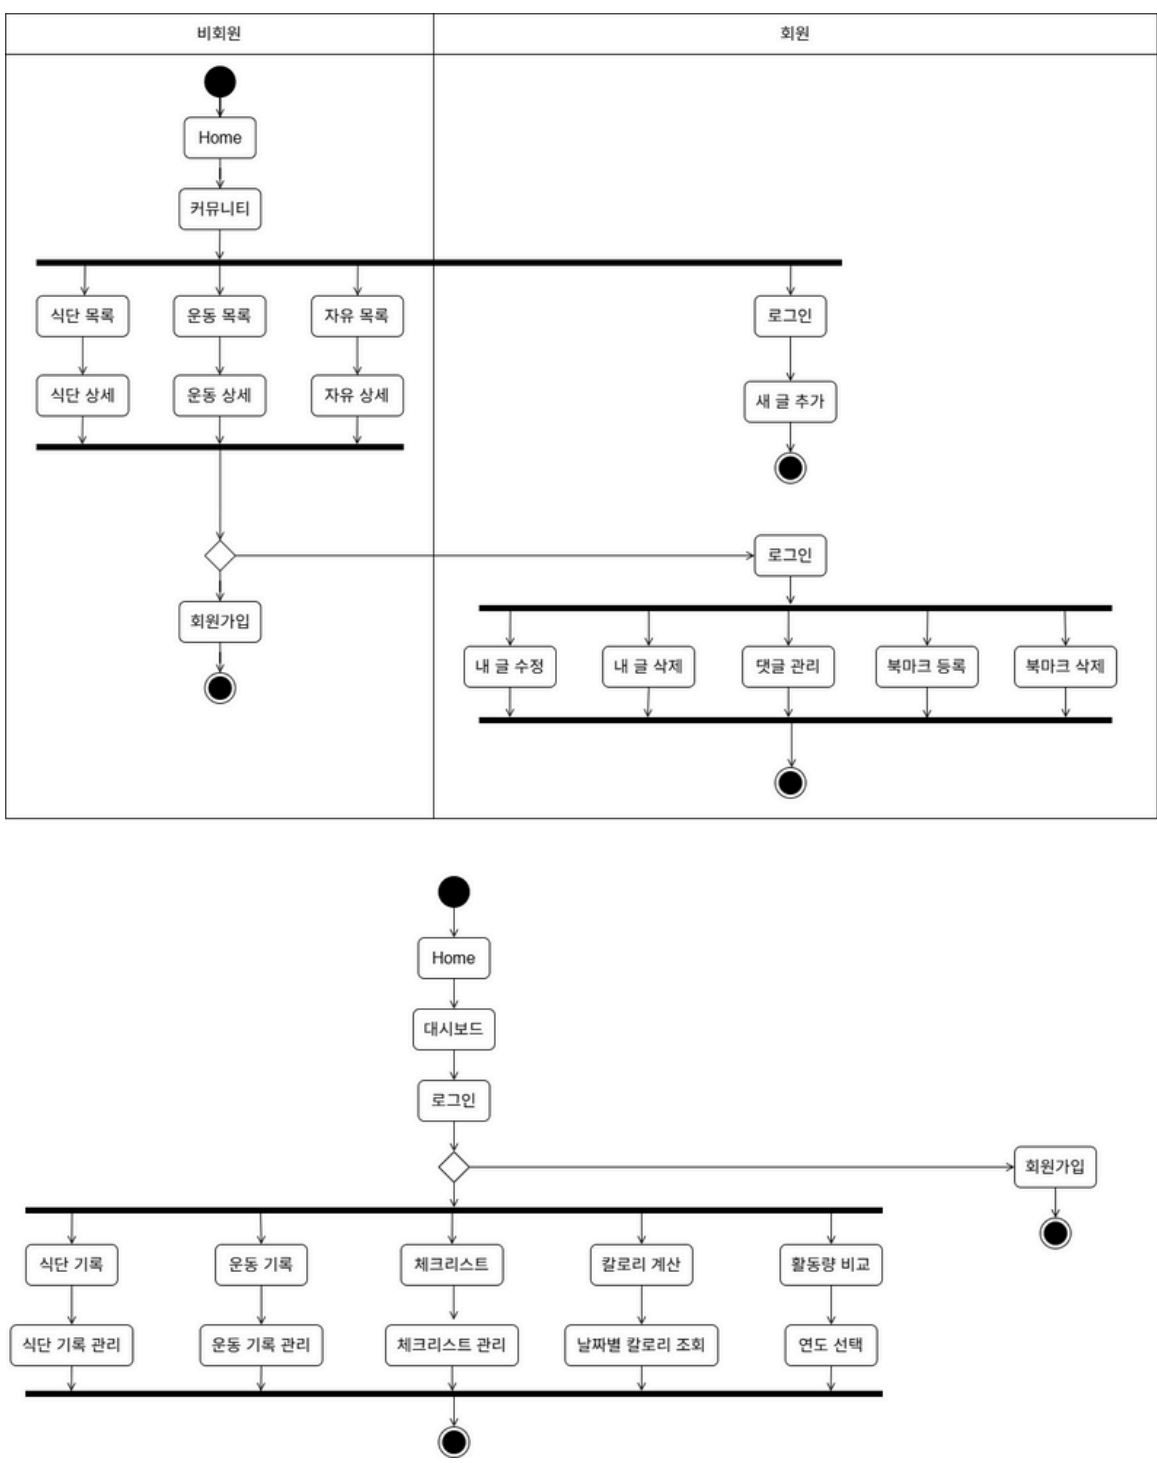 비회원
회원
Home
커뮤니티
식단 목록
운동 목록
자유 목록
로그인
식단 상세
운동 상세
자유 상세
새 글 추가
로그인
회원가입
내 글 수정
내 글 삭제
댓글 관리
북마크 등록
북마크 삭제
Home
대시보드
로그인
회원가입
식단 기록
운동 기록
체크리스트
칼로리 계산
활동량 비교
식단 기록 관리
운동 기록 관리
체크리스트 관리
날짜별 칼로리 조회
연도 선택